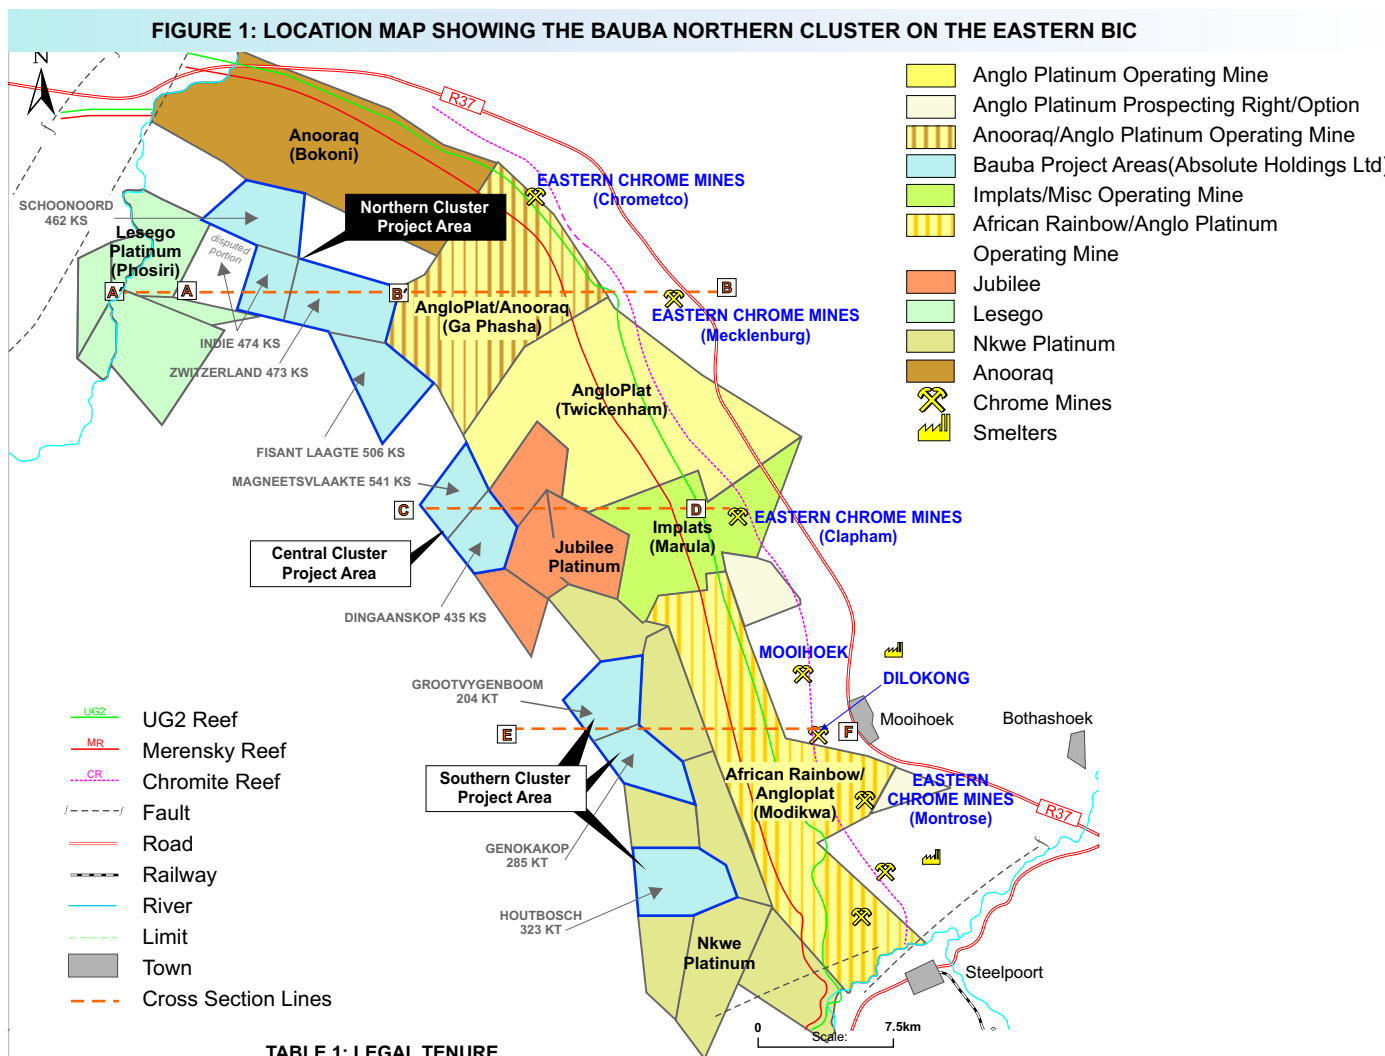 FIGURE 1: LOCATION MAP SHOWING THE BAUBA NORTHERN CLUSTER ON THE EASTERN BIC
N
R37
Anglo Platinum Operating Mine
Anglo Platinum Prospecting Right/Option
Anooraq/Anglo Platinum Operating Mine
Bauba Project Areas(Absolute Holdings Ltd)
Implats/Misc Operating Mine
African Rainbow/Anglo Platinum
Operating Mine
Jubilee
Lesego
Nkwe Platinum
Anooraq
Chrome Mines
Smelters
Anooraq
(Bokoni)
EASTERN CHROME MINES
(Chrometco)
SCHOONOORD
462 KS
Northern Cluster
Project Area
Lesego
Platinum
(Phosiri)
disputed
portion
A'
A
B'
B
AngloPlat/Anooraq
(Ga Phasha)
EASTERN CHROME MINES
(Mecklenburg)
INDIE 474 KS
ZWITZERLAND 473 KS
AngloPlat
(Twickenham)
FISANT LAAGTE 506 KS
MAGNEETSVLAAKTE 541 KS
C
D
EASTERN CHROME MINES
(Clapham)
Implats
(Marula)
Central Cluster
Project Area
Jubilee
Platinum
DINGAANSKOP 435 KS
MOOIHOEK
DILOKONG
GROOTVYGENBOOM
204 KT
Mooihoek
Bothashoek
E
F
Southern Cluster
Project Area
African Rainbow/
Angloplat
(Modikwa)
EASTERN
CHROME MINES
(Montrose)
R37
GENOKAKOP
285 KT
HOUTBOSCH
323 KT
Nkwe
Platinum
Steelpoort
UG2
UG2 Reef
MR
Merensky Reef
CR
Chromite Reef
Fault
Road
Railway
River
Limit
Town
Cross Section Lines
0
7.5km
Scale:
TABLE 1: LEGAL TENURE